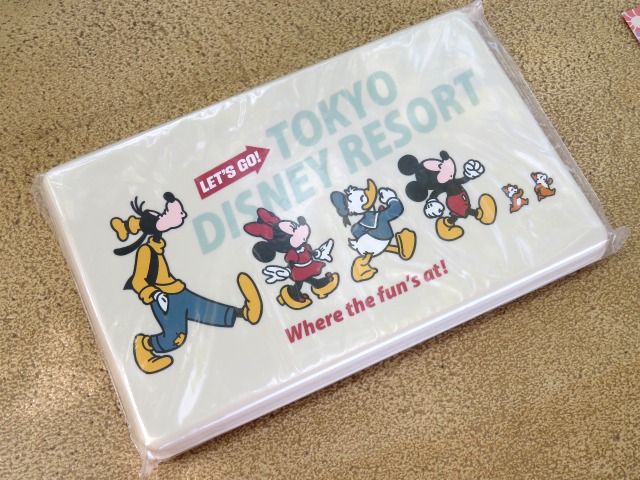 LET'S GO!
TOKYO
DISNEY RESORT
Where the fun's at!